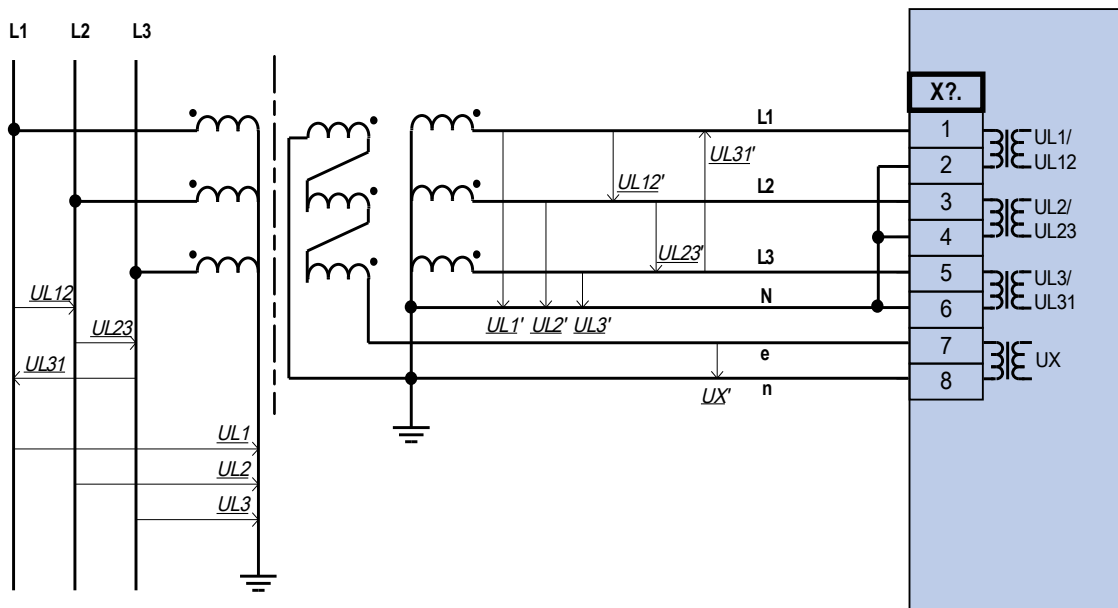 L1 L2 L3
X?.
L1
1
UL1/
UL31'
2
UL12
UL12'
L2
3
UL2/
4
UL23
UL23'
L3
5
UL3/
UL12
N
6
UL31
UL23
UL1' UL2' UL3'
7
e
UL31
UX
8
n
UX'
UL1
UL2
UL3